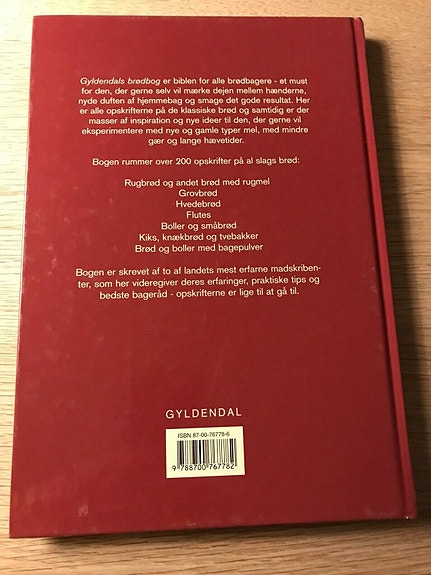 Gyldendals brødbog er biblen for alle brødbagere - et must
for den, der gerne selv vil mærke dejen mellem hænderne,
nyde duften af hjemmebag og smage det gode resultat. Her
er alle opskrifterne på de klassiske brød og samtidig er der
masser af inspiration og nye ideer til den, der gerne vil
eksperimentere med nye og gamle typer mel, med mindre
gær og lange hævetider.
Bogen rummer over 200 opskrifter på al slags brød:
Rugbrød og andet brød med rugmel
Grovbrød
Hvedebrød
Flutes
Boller og småbrød
Kiks, knækbrød og tvebakker
Brød og boller med bagepulver
Bogen er skrevet af to af landets mest erfarne madskriben-
ter, som her videregiver deres erfaringer, praktiske tips og
bedste bageråd - opskrifterne er lige til at gå til.
GYLDENDAL
ISBN 87-00-76778-6
9 788700 767782